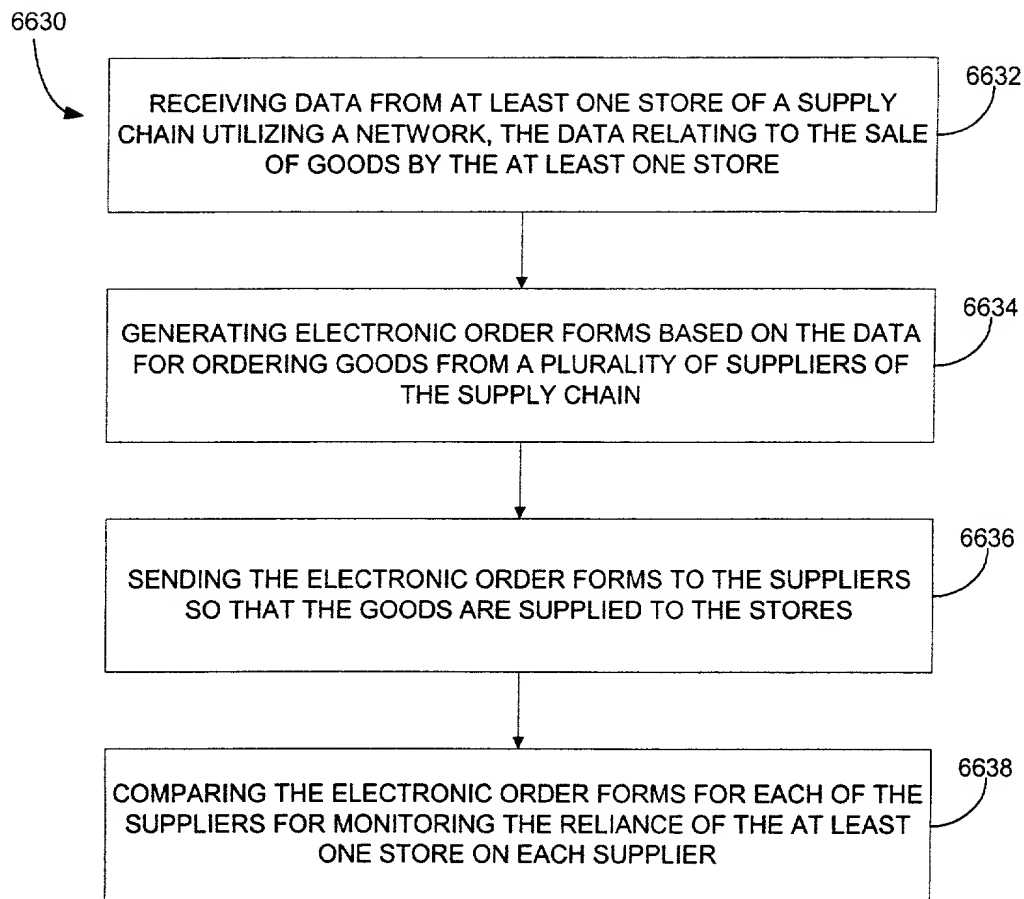 6630
6632
RECEIVING DATA FROM AT LEAST ONE STORE OF A SUPPLY
CHAIN UTILIZING A NETWORK, THE DATA RELATING TO THE SALE
OF GOODS BY THE AT LEAST ONE STORE
6634
GENERATING ELECTRONIC ORDER FORMS BASED ON THE DATA
FOR ORDERING GOODS FROM A PLURALITY OF SUPPLIERS OF
THE SUPPLY CHAIN
6636
SENDING THE ELECTRONIC ORDER FORMS TO THE SUPPLIERS
SO THAT THE GOODS ARE SUPPLIED TO THE STORES
6638
COMPARING THE ELECTRONIC ORDER FORMS FOR EACH OF THE
SUPPLIERS FOR MONITORING THE RELIANCE OF THE AT LEAST
ONE STORE ON EACH SUPPLIER